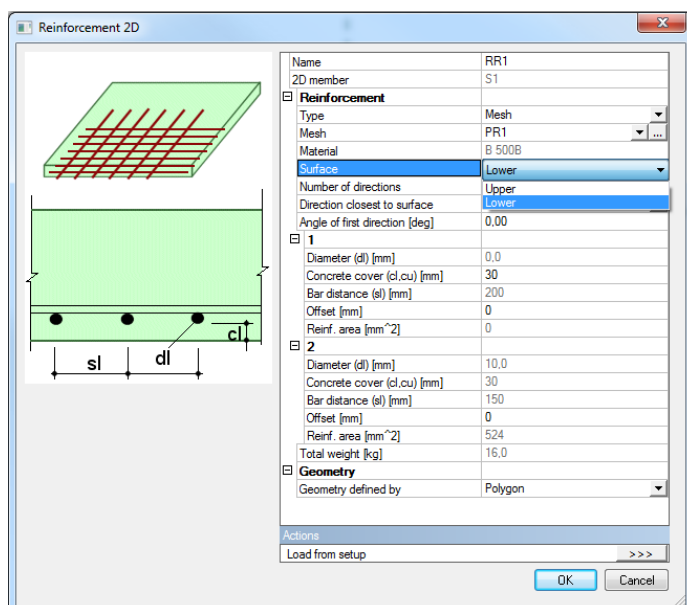 Reinforcement 2D
Name RR1
2D member S1
Reinforcement
Type Mesh
Mesh PR1 ...
Material B 500B
Surface Lower
Number of directions Upper
Direction closest to surface Lower
Angle of first direction [deg] 0,00
1
Diameter (dl) [mm] 0,0
Concrete cover (cl,cu) [mm] 30
Bar distance (sl) [mm] 200
Offset [mm] 0
Reinf. area [mm^2] 0
2
Diameter (dl) [mm] 10,0
Concrete cover (cl,cu) [mm] 30
Bar distance (sl) [mm] 150
Offset [mm] 0
Reinf. area [mm^2] 524
Total weight [kg] 16,0
Geometry
Geometry defined by Polygon
cl
sl dl
Actions
Load from setup >>>
OK Cancel